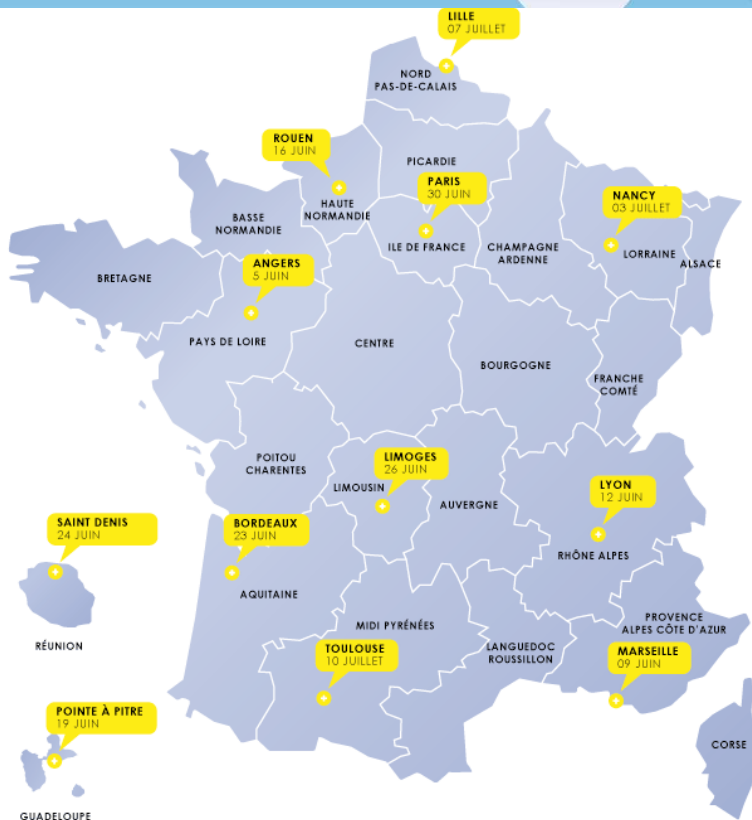 LILLE
07 JUILLET
NORD
PAS-DE-CALAIS
ROUEN
16 JUIN
PICARDIE
PARIS
30 JUIN
HAUTE
NORMANDIE
NANCY
03 JUILLET
BASSE
NORMANDIE
ILE DE FRANCE
CHAMPAGNE
ARDENNE
LORRAINE
ALSACE
BRETAGNE
ANGERS
5 JUIN
PAYS DE LOIRE
CENTRE
BOURGOGNE
FRANCHE
COMTÉ
POITOU
CHARENTES
LIMOGES
26 JUIN
LIMOUSIN
AUVERGNE
LYON
12 JUIN
RHÔNE ALPES
SAINT DENIS
24 JUIN
RÉUNION
BORDEAUX
23 JUIN
AQUITAINE
MIDI PYRÉNÉES
TOULOUSE
10 JUILLET
LANGUEDOC
ROUSSILLON
PROVENCE
ALPES CÔTE D'AZUR
MARSEILLE
09 JUIN
POINTE À PITRE
19 JUIN
GUADELOUPE
CORSE